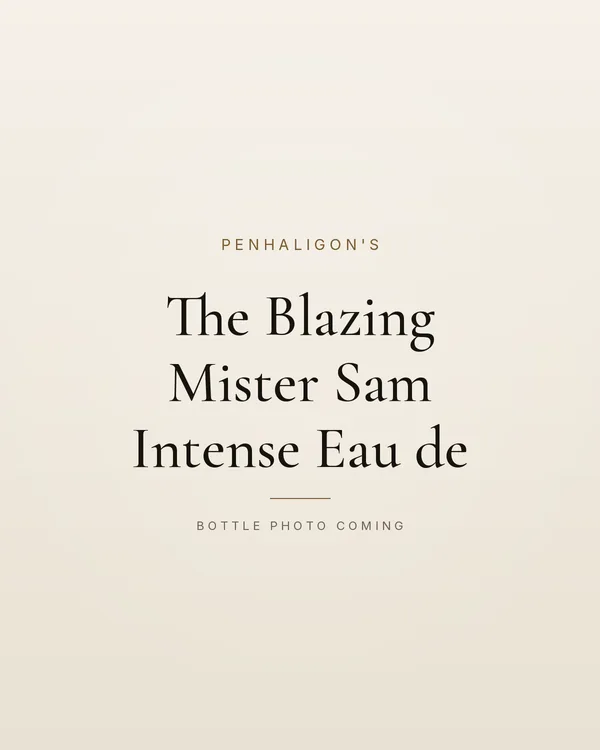 PENHALIGON'S
The Blazing
Mister Sam
Intense Eau de
BOTTLE PHOTO COMING